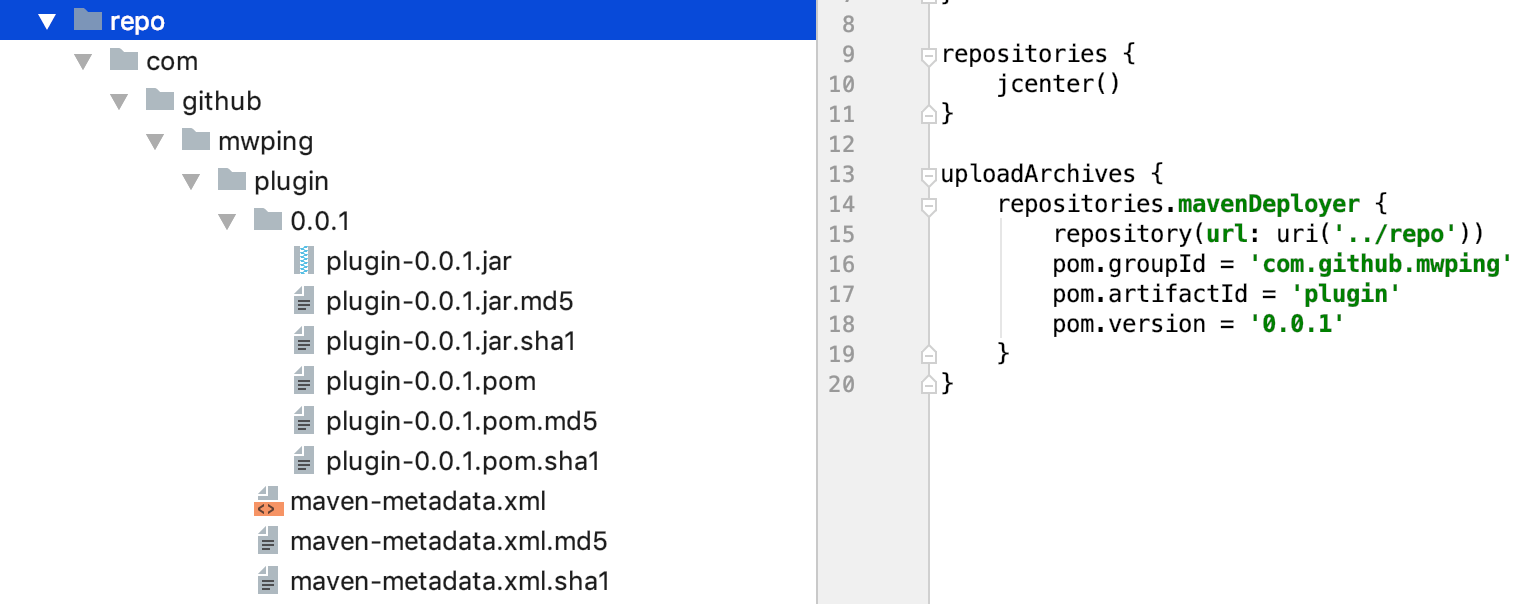 repo
com
github
mwping
plugin
0.0.1
plugin-0.0.1.jar
plugin-0.0.1.jar.md5
plugin-0.0.1.jar.sha1
plugin-0.0.1.pom
plugin-0.0.1.pom.md5
plugin-0.0.1.pom.sha1
maven-metadata.xml
maven-metadata.xml.md5
maven-metadata.xml.sha1
8
9 repositories {
10     jcenter()
11 }
12
13 uploadArchives {
14     repositories.mavenDeployer {
15         repository(url: uri('../repo'))
16         pom.groupId = 'com.github.mwping'
17         pom.artifactId = 'plugin'
18         pom.version = '0.0.1'
19     }
20 }